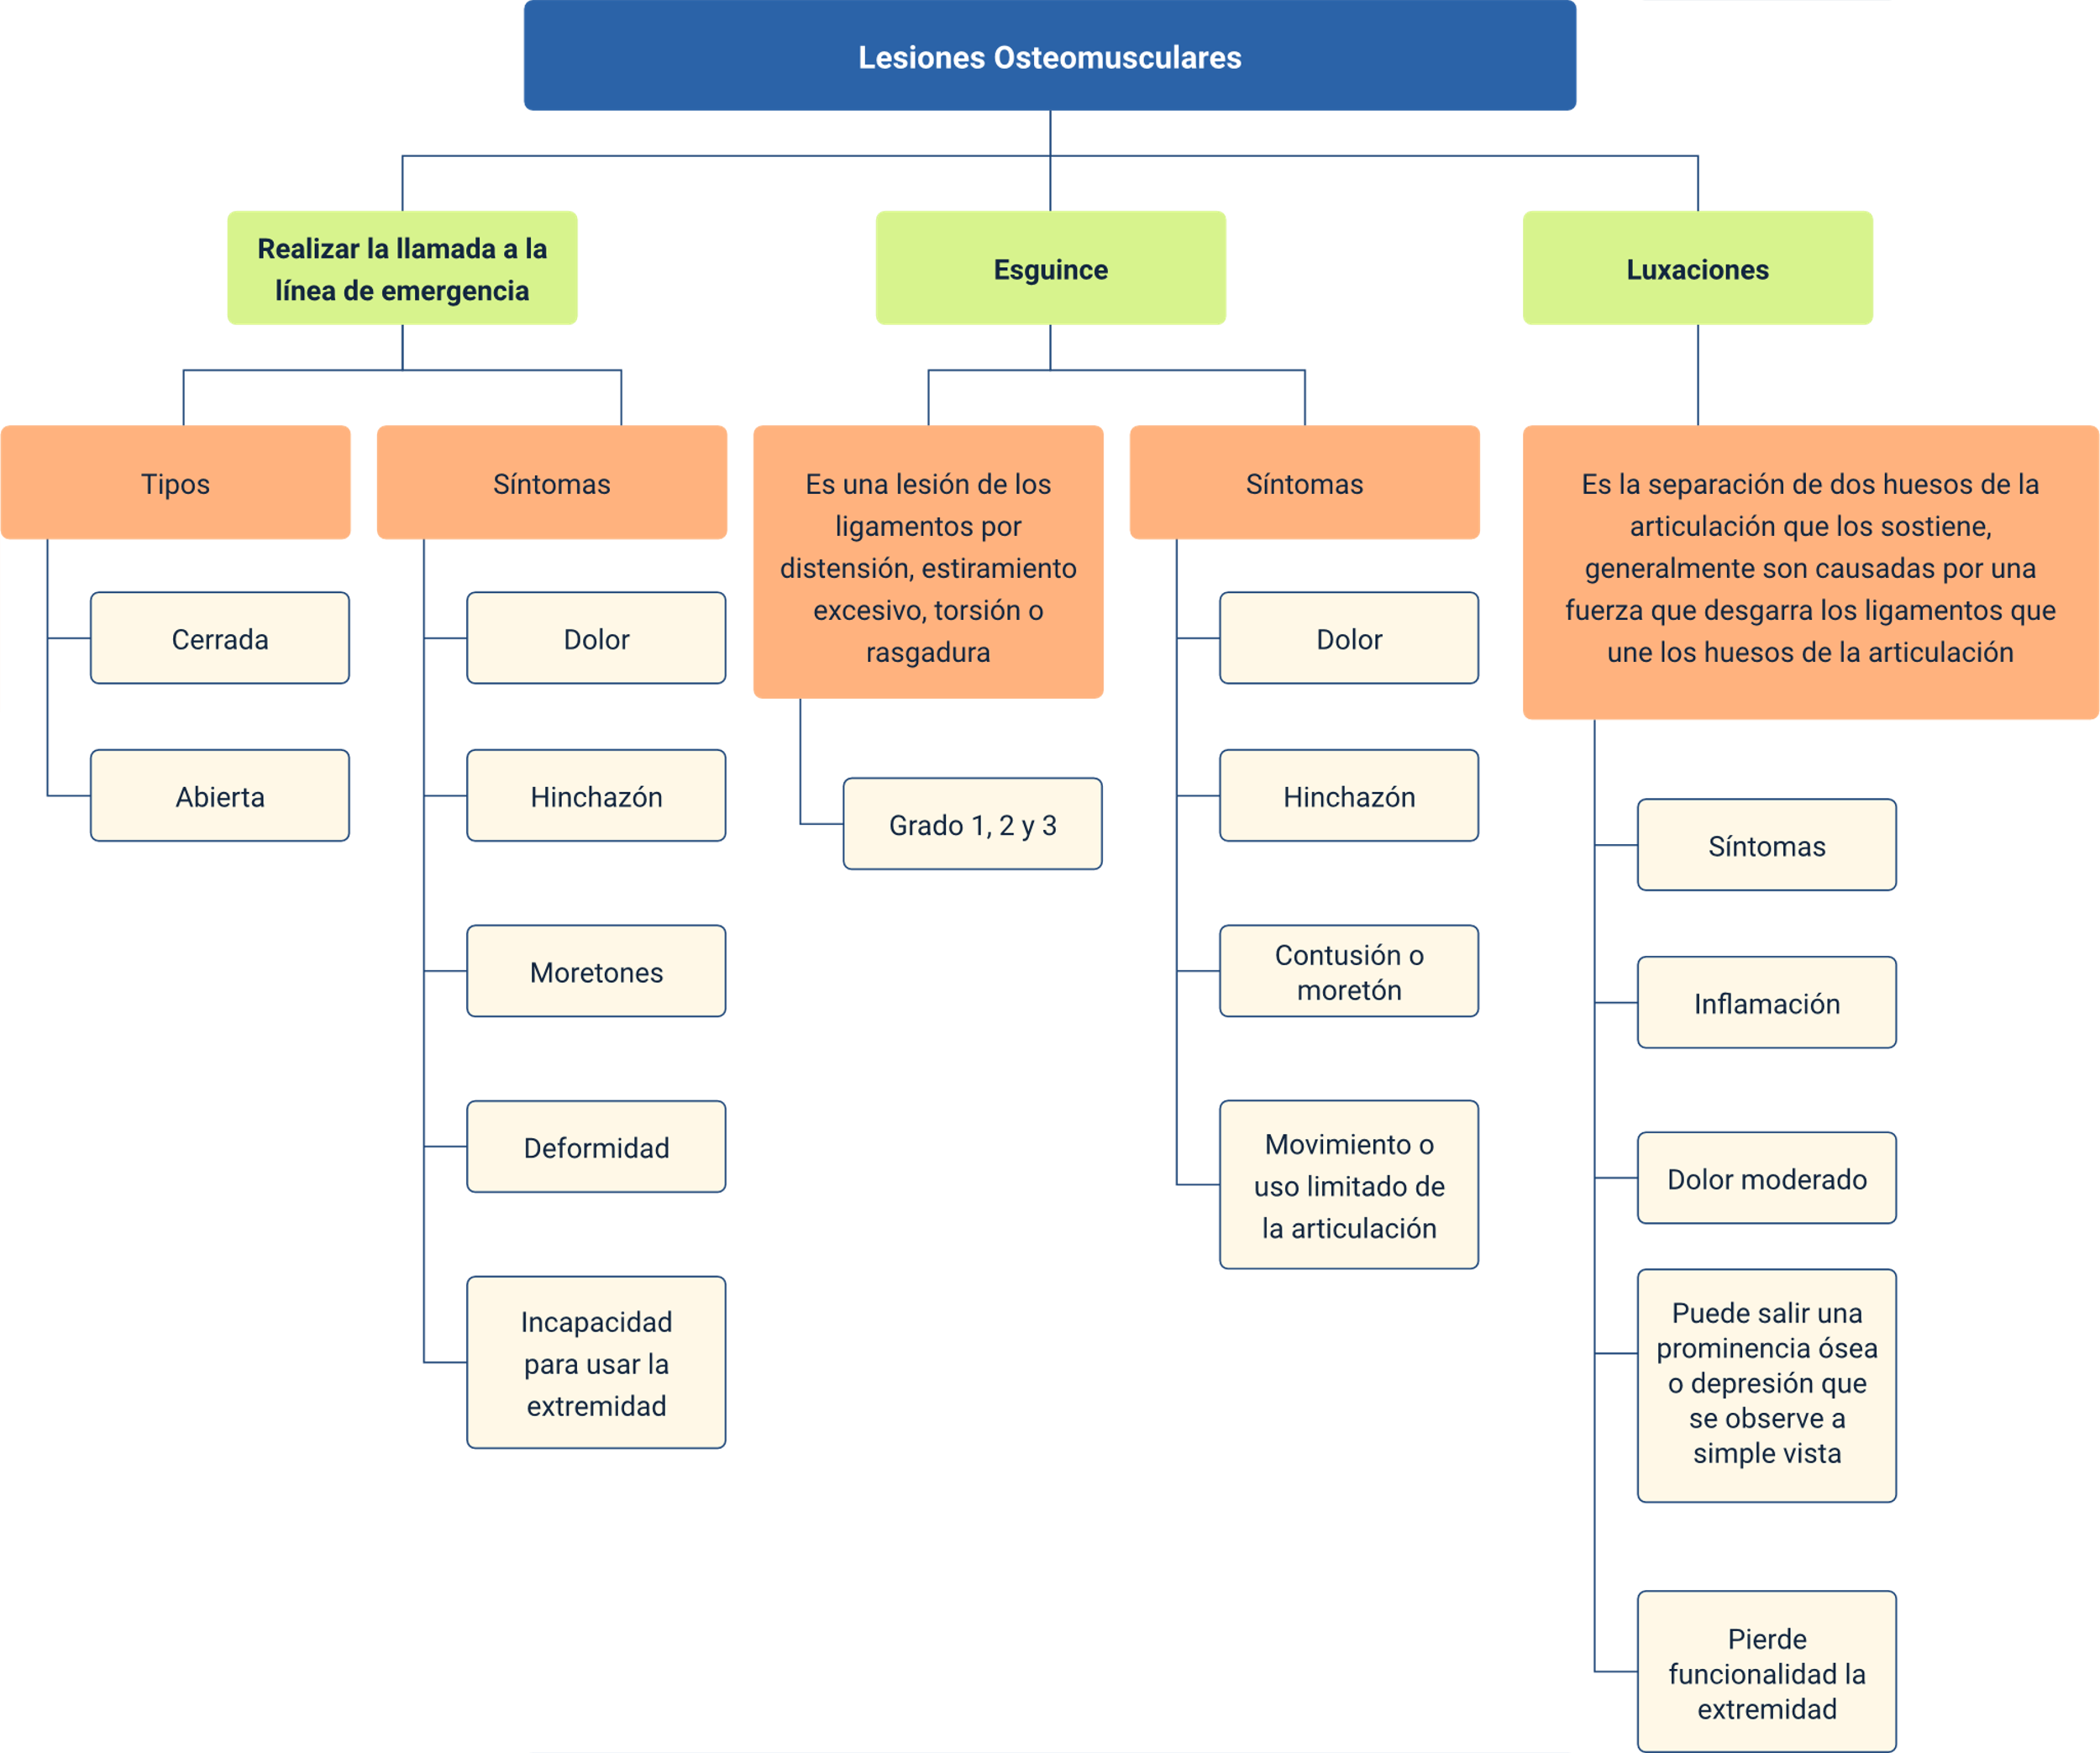 Lesiones Osteomusculares
Realizar la llamada a la
línea de emergencia
Tipos
Cerrada
Abierta
Síntomas
Dolor
Hinchazón
Moretones
Deformidad
Incapacidad
para usar la
extremidad
Esguince
Es una lesión de los
ligamentos por
distensión, estiramiento
excesivo, torsión o
rasgadura
Grado 1, 2 y 3
Síntomas
Dolor
Hinchazón
Contusión o
moretón
Movimiento o
uso limitado de
la articulación
Luxaciones
Es la separación de dos huesos de la
articulación que los sostiene,
generalmente son causadas por una
fuerza que desgarra los ligamentos que
une los huesos de la articulación
Síntomas
Inflamación
Dolor moderado
Puede salir una
prominencia ósea
o depresión que
se observe a
simple vista
Pierde
funcionalidad la
extremidad